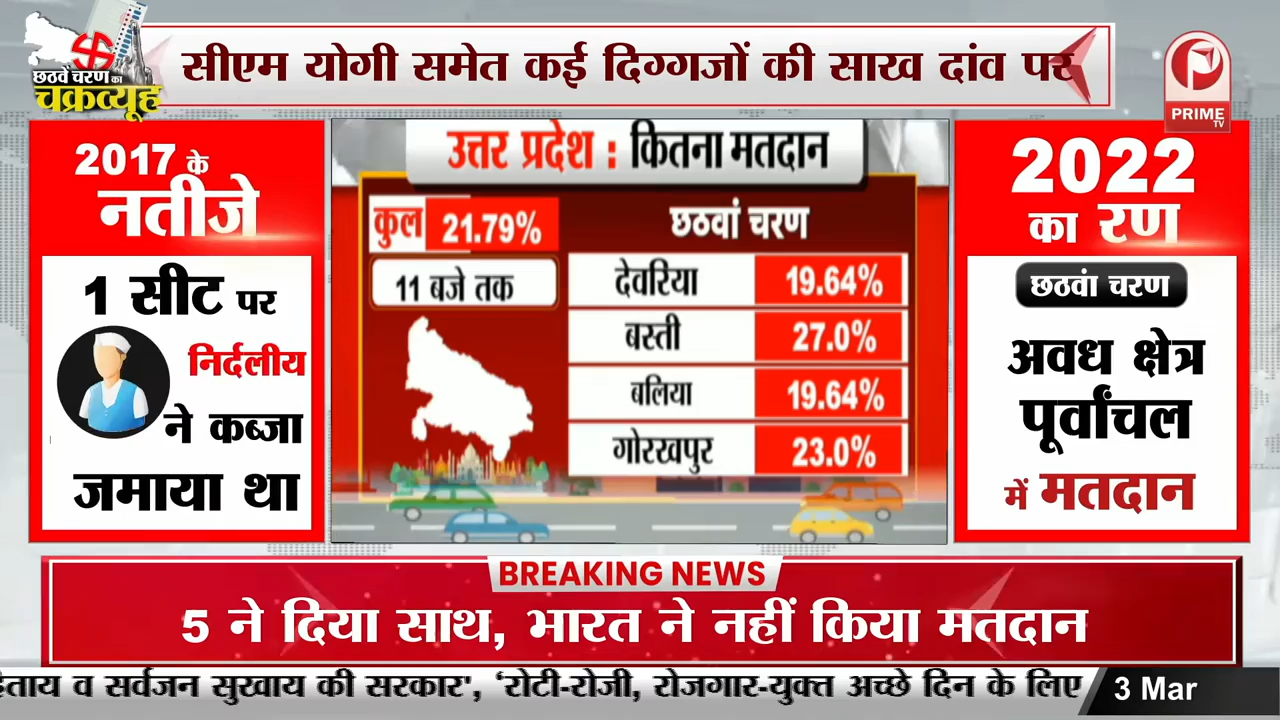 छठवें चरण का
चक्रव्यूह
सीएम योगी समेत कई दिग्गजों की साख दांव पर
PRIME
TV
2017 के
नतीजे
1 सीट पर
निर्दलीय
ने कब्जा
जमाया था
उत्तर प्रदेश : कितना मतदान
कुल 21.79%
11 बजे तक
छठवां चरण
देवरिया 19.64%
बस्ती 27.0%
बलिया 19.64%
गोरखपुर 23.0%
2022
का रण
छठवां चरण
अवध क्षेत्र
पूर्वांचल
में मतदान
BREAKING NEWS
5 ने दिया साथ, भारत ने नहीं किया मतदान
व सर्वजन सुखाय की सरकार', 'रोटी-रोजी, रोजगार-युक्त अच्छे दिन के लिए
3 Mar